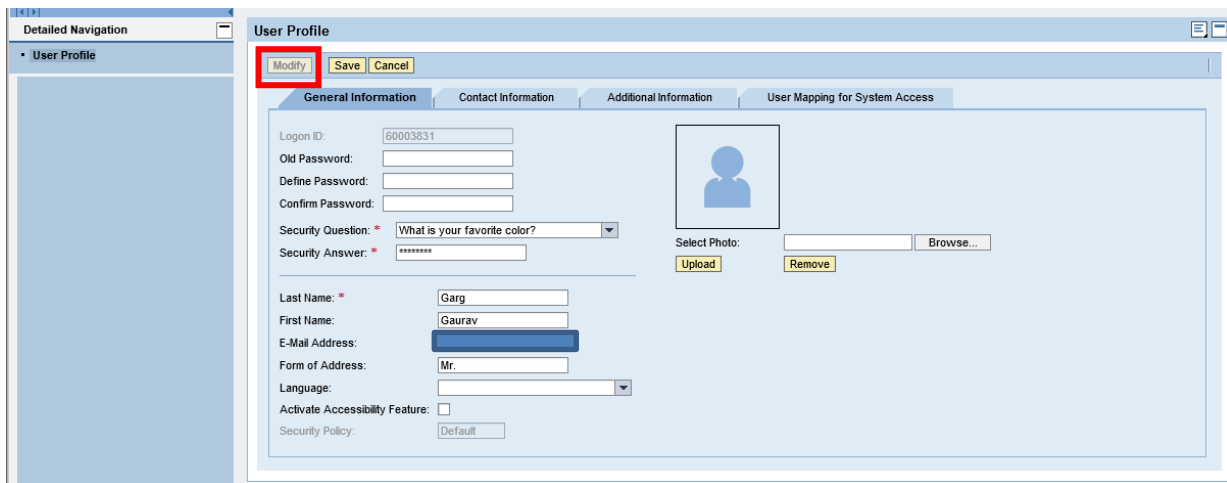 Detailed Navigation
User Profile
User Profile
Modify Save Cancel
General Information Contact Information Additional Information User Mapping for System Access
Logon ID: 60003831
Old Password:
Define Password:
Confirm Password:
Security Question: * What is your favorite color?
Security Answer: * ********
Select Photo: Browse...
Upload Remove
Last Name: * Garg
First Name: Gaurav
E-Mail Address:
Form of Address: Mr.
Language:
Activate Accessibility Feature:
Security Policy: Default